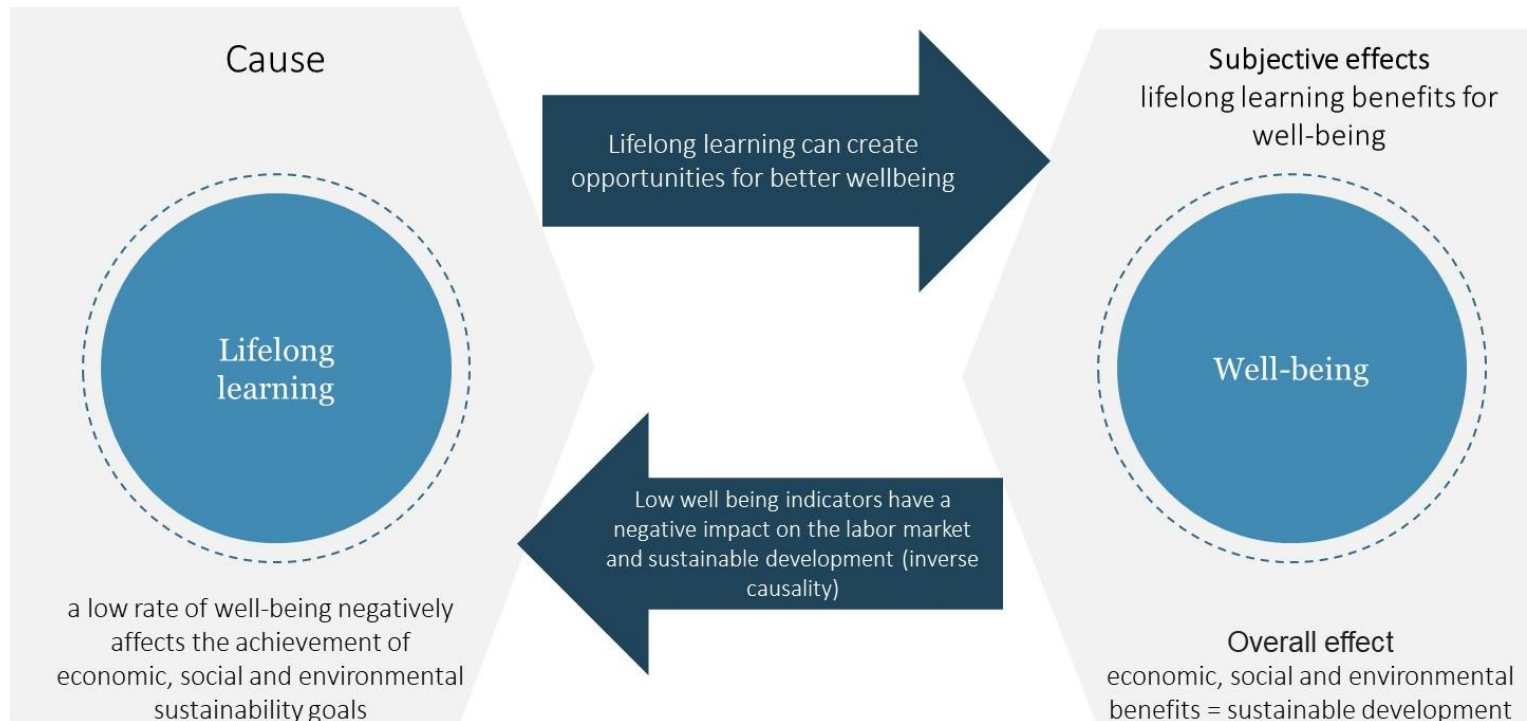 Cause
Lifelong
learning
a low rate of well-being negatively
affects the achievement of
economic, social and environmental
sustainability goals
Lifelong learning can create
opportunities for better wellbeing
Low well being indicators have a
negative impact on the labor market
and sustainable development (inverse
causality)
Subjective effects
lifelong learning benefits for
well-being
Well-being
Overall effect
economic, social and environmental
benefits = sustainable development